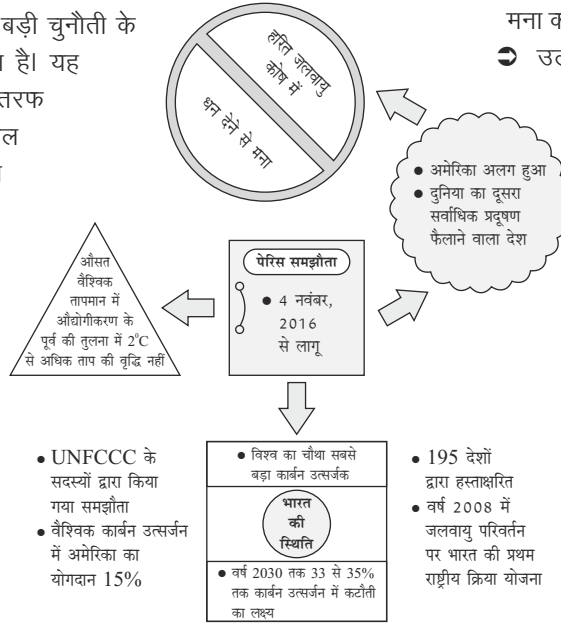 बड़ी चुनौती के
है। यह
तरफ
मना क
हरित जलवायु
कोष में
धन देने से मना
● अमेरिका अलग हुआ
● दुनिया का दूसरा
सर्वाधिक प्रदूषण
फैलाने वाला देश
औसत
वैश्विक
तापमान में
औद्योगीकरण के
पूर्व की तुलना में 2°C
से अधिक ताप की वृद्धि नहीं
पेरिस समझौता
● 4 नवंबर,
2016
से लागू
● UNFCCC के
सदस्यों द्वारा किया
गया समझौता
● वैश्विक कार्बन उत्सर्जन
में अमेरिका का
योगदान 15%
● विश्व का चौथा सबसे
बड़ा कार्बन उत्सर्जक
भारत
की
स्थिति
● वर्ष 2030 तक 33 से 35%
तक कार्बन उत्सर्जन में कटौती
का लक्ष्य
● 195 देशों
द्वारा हस्ताक्षरित
● वर्ष 2008 में
जलवायु परिवर्तन
पर भारत की प्रथम
राष्ट्रीय क्रिया योजना